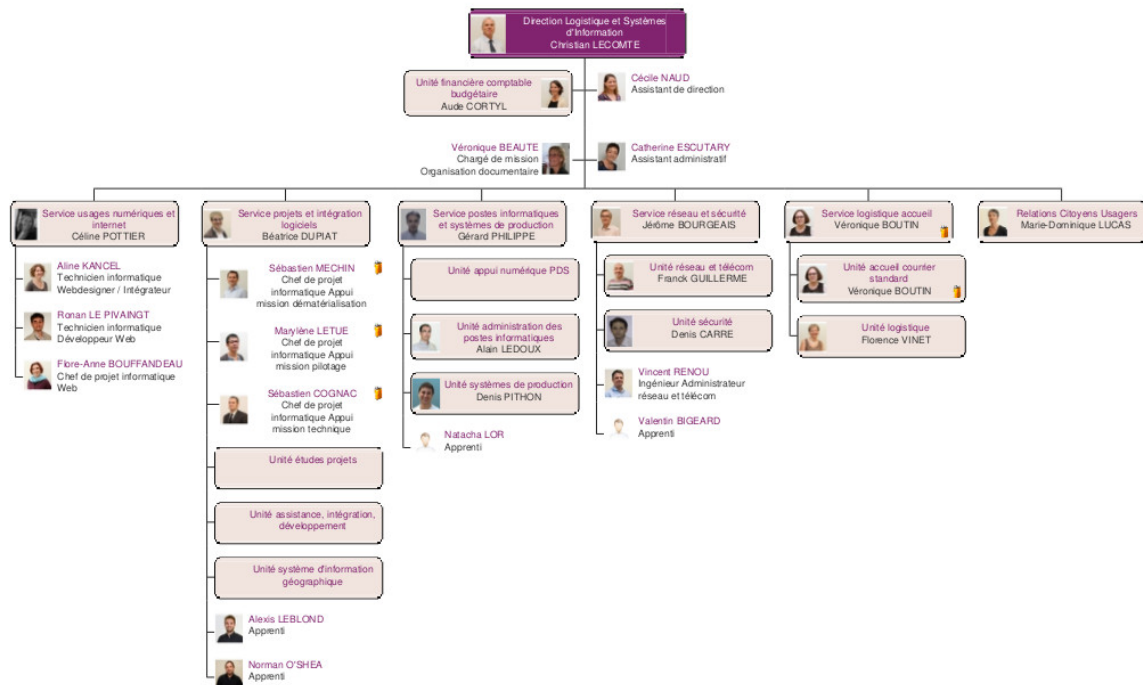 Direction Logistique et Systèmes
d'Information
Christian LECOMTE
Unité financière comptable
budgétaire
Aude CORTYL
Cécile NAUD
Assistant de direction
Véronique BEAUTE
Chargé de mission
Organisation documentaire
Catherine ESCUTARY
Assistant administratif
Service usages numériques et
internet
Céline POTTIER
Aline KANCEL
Technicien informatique
Webdesigner / Intégrateur
Ronan LE PIVAINGT
Technicien informatique
Développeur Web
Flore-Anne BOUFFANDEAU
Chef de projet informatique
Web
Service projets et intégration
logiciels
Béatrice DUPIAT
Sébastien MECHIN
Chef de projet
informatique Appui
mission dématérialisation
Marylène LETUE
Chef de projet
informatique Appui
mission pilotage
Sébastien COGNAC
Chef de projet
informatique Appui
mission technique
Unité études projets
Unité assistance, intégration,
développement
Unité système d'information
géographique
Alexis LEBLOND
Apprenti
Norman O'SHEA
Apprenti
Service postes informatiques
et systèmes de production
Gérard PHILIPPE
Unité appui numérique PDS
Unité administration des
postes informatiques
Alain LEDOUX
Unité systèmes de production
Denis PITHON
Natacha LOR
Apprenti
Service réseau et sécurité
Jérôme BOURGEAIS
Unité réseau et télécom
Franck GUILLERME
Unité sécurité
Denis CARRE
Vincent RENOU
Ingénieur Administrateur
réseau et télécom
Valentin BIGEARD
Apprenti
Service logistique accueil
Véronique BOUTIN
Unité accueil courrier
standard
Véronique BOUTIN
Unité logistique
Florence VINET
Relations Citoyens Usagers
Marie-Dominique LUCAS